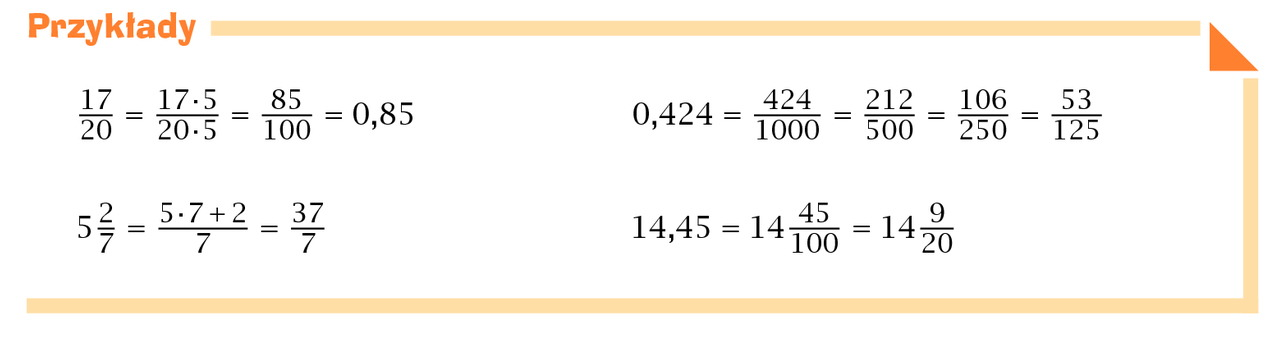 Przykłady
17/20 = 17·5/20·5 = 85/100 = 0,85
0,424 = 424/1000 = 212/500 = 106/250 = 53/125
5 2/7 = 5·7+2/7 = 37/7
14,45 = 14 45/100 = 14 9/20